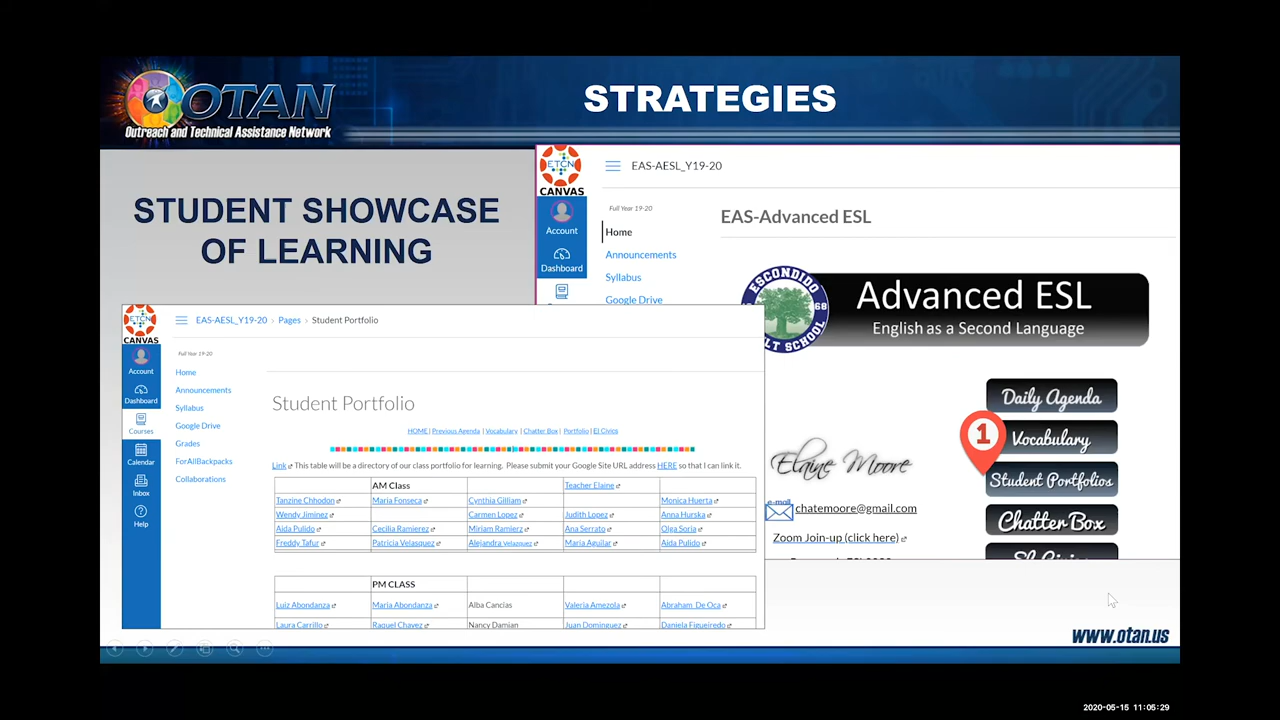 OTAN
Outreach and Technical Assistance Network
STRATEGIES
STUDENT SHOWCASE
OF LEARNING
ETCN
CANVAS
Account
Dashboard
EAS-AESL_Y19-20
Full Year 19-20
Home
Announcements
Syllabus
Google Drive
EAS-Advanced ESL
ESCONDIDO
68
LT SCHOOL
Advanced ESL
English as a Second Language
Daily Agenda
1
Vocabulary
Student Portfolios
Chatter Box
Elaine Moore
e-mail
chatemoore@gmail.com
Zoom Join-up (click here)
ETCN
CANVAS
Account
Dashboard
Courses
Calendar
Inbox
Help
EAS-AESL_Y19-20 › Pages › Student Portfolio
Full Year 19-20
Home
Announcements
Syllabus
Google Drive
Grades
ForAllBackpacks
Collaborations
Student Portfolio
HOME | Previous Agenda | Vocabulary | Chatter Box | Portfolio | El Civics
Link This table will be a directory of our class portfolio for learning. Please submit your Google Site URL address HERE so that I can link it.
AM Class Teacher Elaine
Tanzine Chhodon Maria Fonseca Cynthia Gilliam Monica Huerta
Wendy Jiminez Carmen Lopez Judith Lopez Anna Hurska
Aida Pulido Cecilia Ramierez Miriam Ramierz Ana Serrato Olga Soria
Freddy Tafur Patricia Velasquez Alejandra Velazquez Maria Aguilar Aida Pulido
PM CLASS
Luiz Abondanza Maria Abondanza Alba Cancias Valeria Amezola Abraham De Oca
Laura Carrillo Raquel Chavez Nancy Damian Juan Dominguez Daniela Figueiredo
www.otan.us
2020-05-15 11:05:29